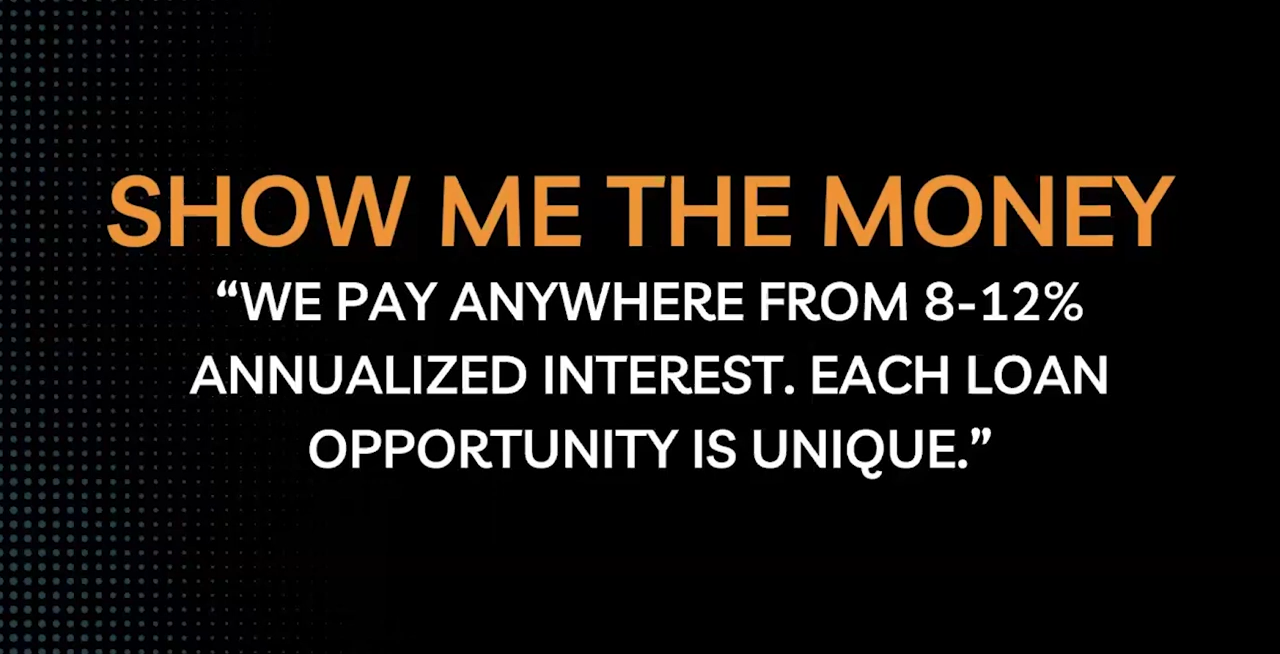 SHOW ME THE MONEY
“WE PAY ANYWHERE FROM 8-12%
ANNUALIZED INTEREST. EACH LOAN
OPPORTUNITY IS UNIQUE.”